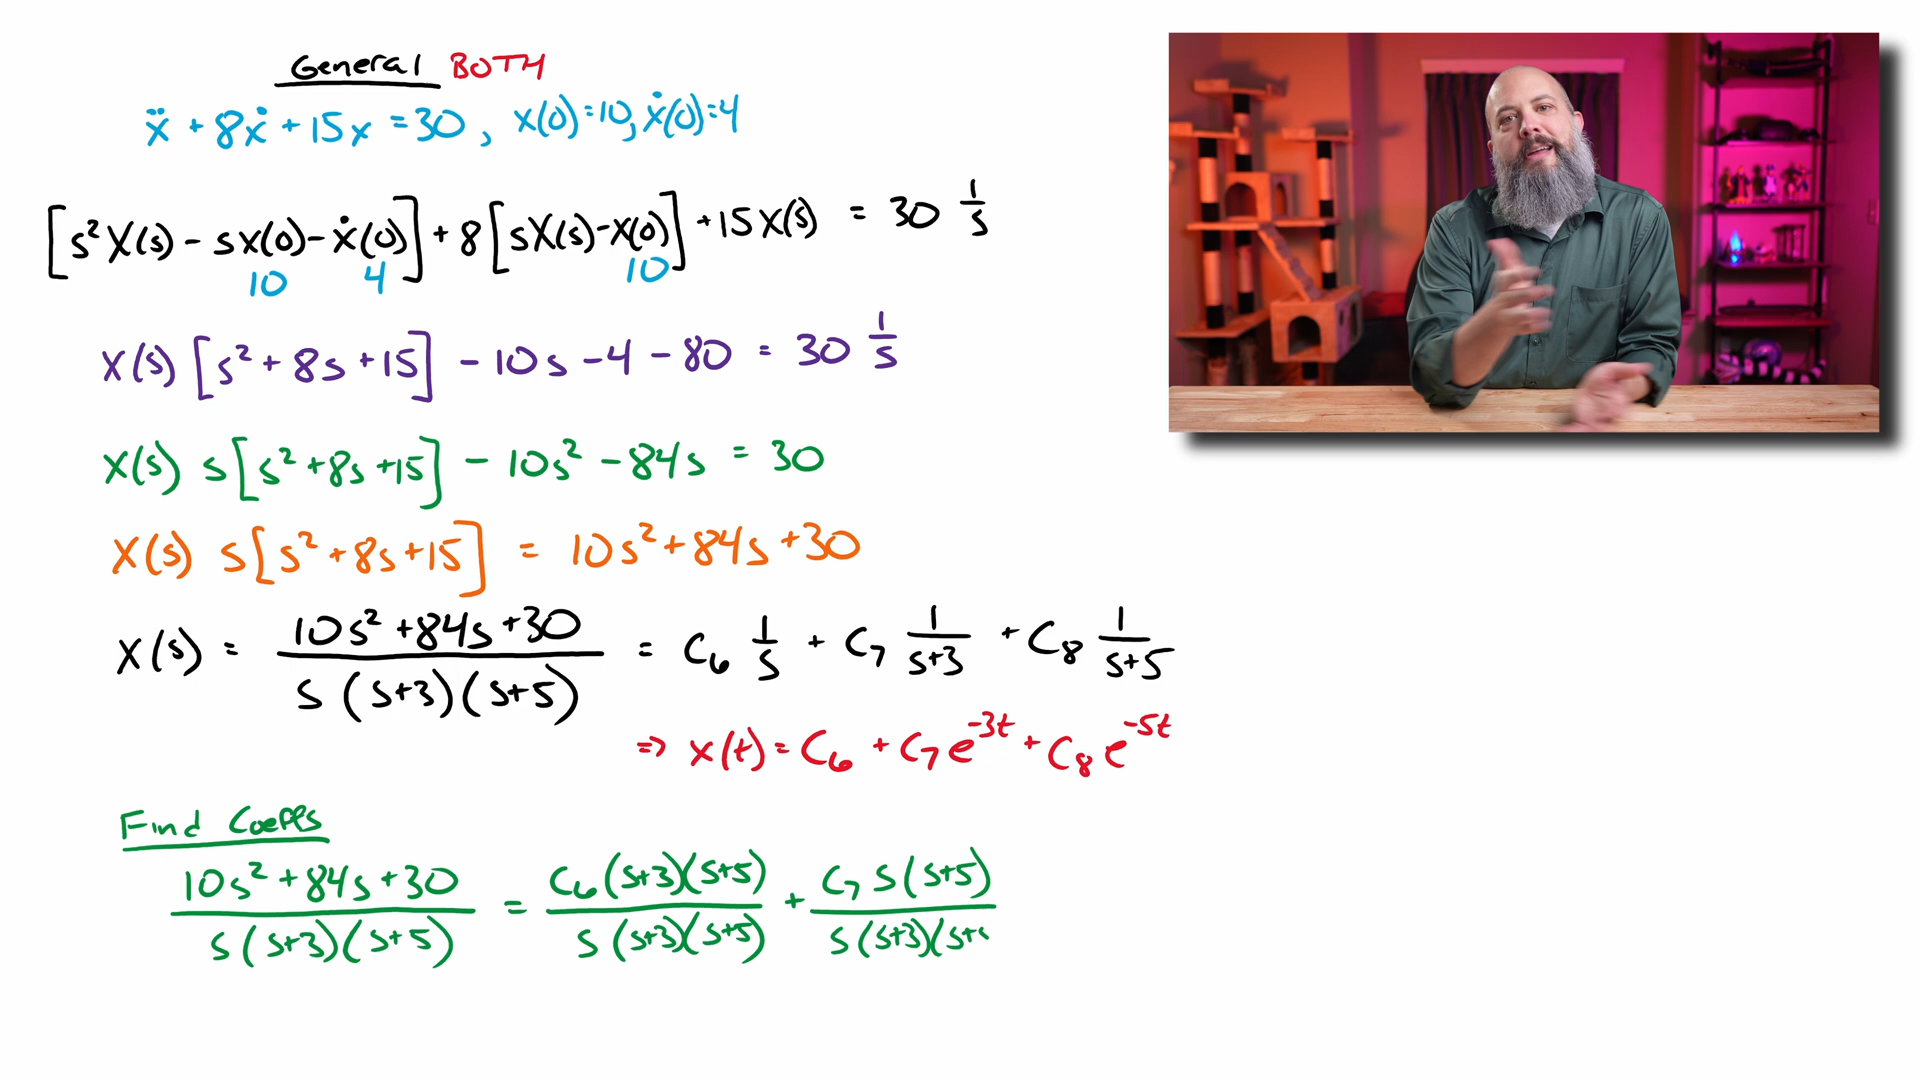 General BOTH
ẍ + 8ẋ + 15x = 30, x(0)=10, ẋ(0)=4
[s²X(s) - sx(0) - ẋ(0)] + 8[sX(s) - x(0)] + 15X(s) = 30 1/s
10 4 10
X(s) [s² + 8s + 15] - 10s - 4 - 80 = 30 1/s
X(s) s[s² + 8s + 15] - 10s² - 84s = 30
X(s) s[s² + 8s + 15] = 10s² + 84s + 30
X(s) = (10s² + 84s + 30)/(s(s+3)(s+5)) = C₆ 1/s + C₇ 1/(s+3) + C₈ 1/(s+5)
⇒ x(t) = C₆ + C₇e^(-3t) + C₈e^(-5t)
Find Coeffs
(10s² + 84s + 30)/(s(s+3)(s+5)) = (C₆(s+3)(s+5))/(s(s+3)(s+5)) + (C₇ s(s+5))/(s(s+3)(s+